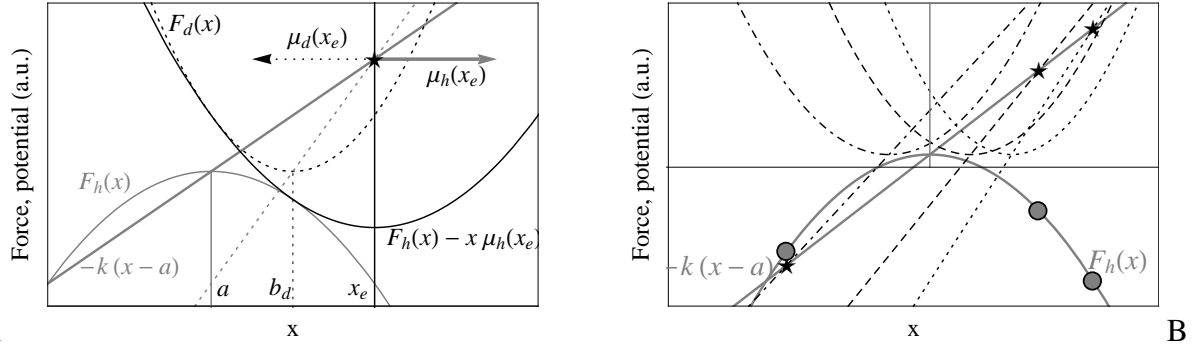 Force, potential (a.u.)
F_d(x)
μ_d(x_e)
μ_h(x_e)
F_h(x)
F_h(x) − x μ_h(x_e)
−k (x−a)
a
b_d
x_e
x
Force, potential (a.u.)
−k (x−a)
F_h(x)
x
B